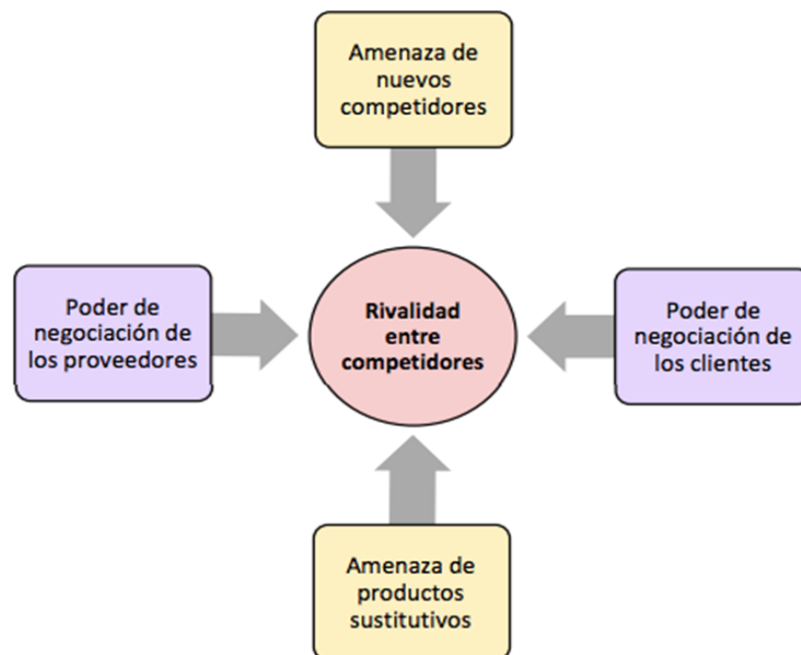 Amenaza de
nuevos
competidores
Poder de
negociación de
los proveedores
Rivalidad
entre
competidores
Poder de
negociación de
los clientes
Amenaza de
productos
sustitutivos